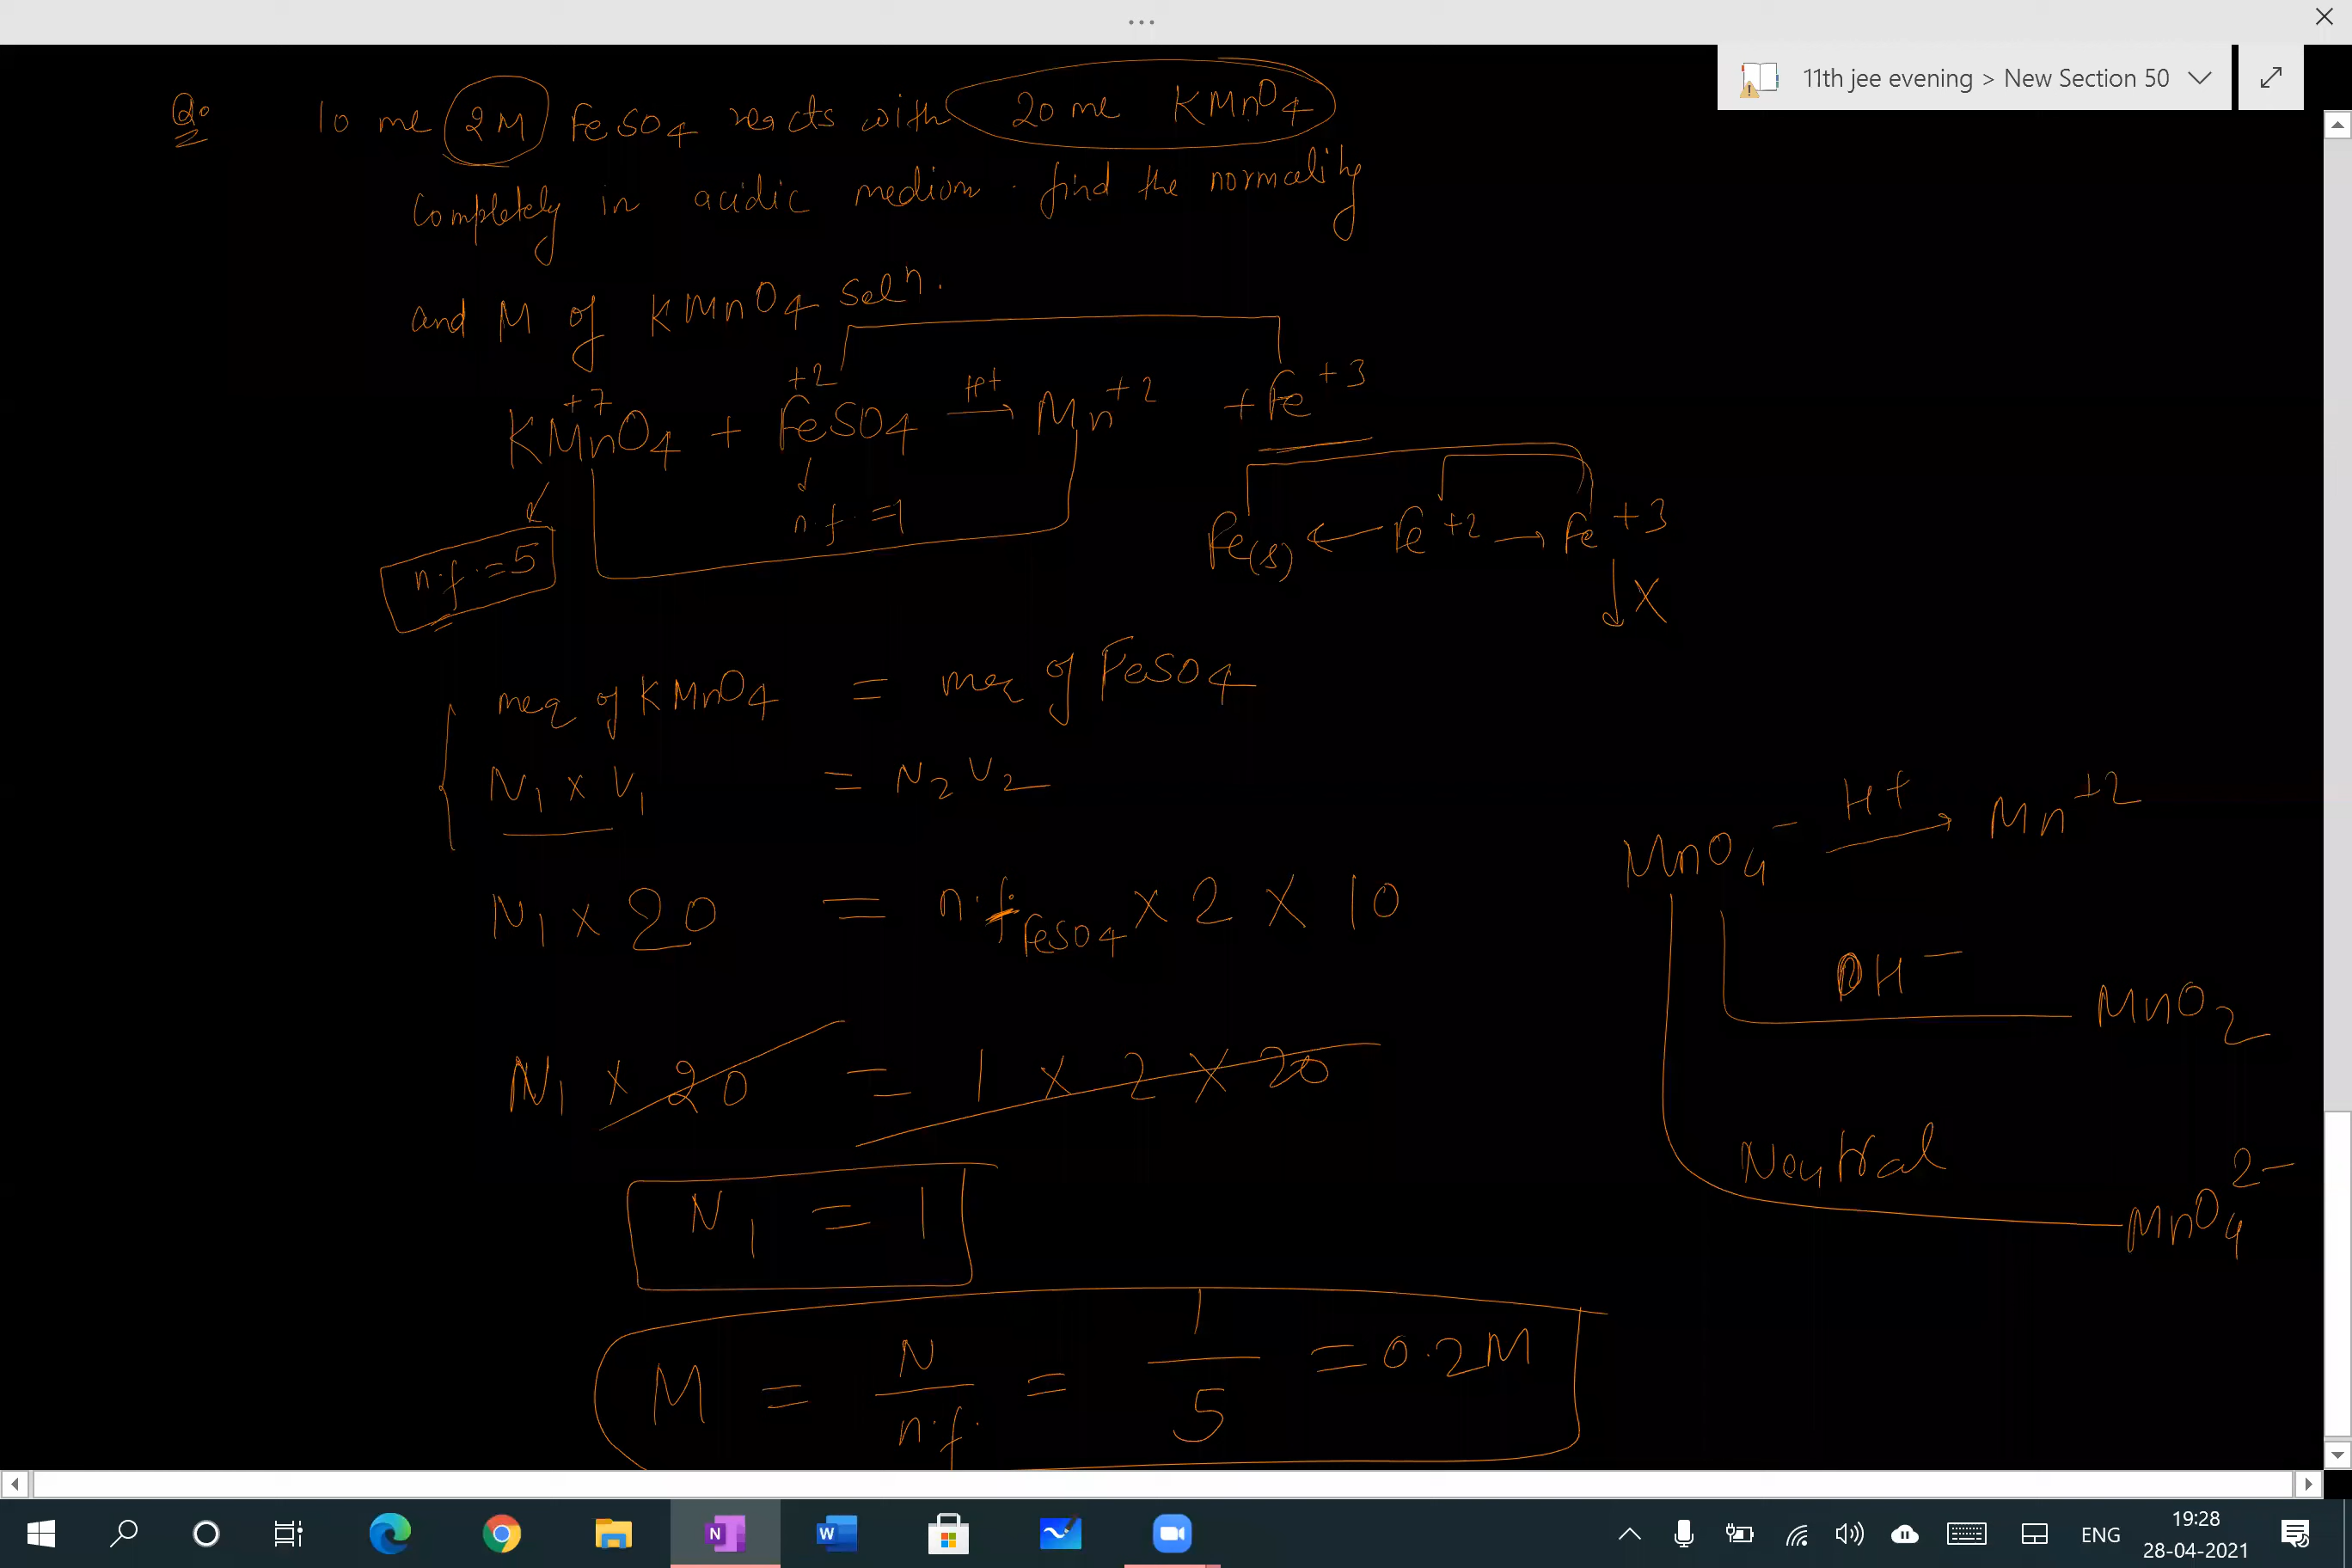 ...
11th jee evening > New Section 50
Q. 10 ml 2M FeSO4 reacts with 20 ml KMnO4
completely in acidic medium. find the normality
and M of KMnO4 solⁿ.
+7 +2
KMnO4 + FeSO4 H+ → Mn+2 + Fe+3
n.f. = 5 n.f. = 1
Fe(s) ← Fe+2 → Fe+3
X
meq of KMnO4 = meq of FeSO4
N1 x V1 = N2 V2
N1 x 20 = n.f. FeSO4 x 2 x 10
N1 x 20 = 1 x 2 x 20
N1 = 1
M = N / n.f. = 1 / 5 = 0.2M
MnO4⁻ H+ → Mn+2
OH⁻ MnO2
Neutral MnO4 2-
ENG
19:28
28-04-2021